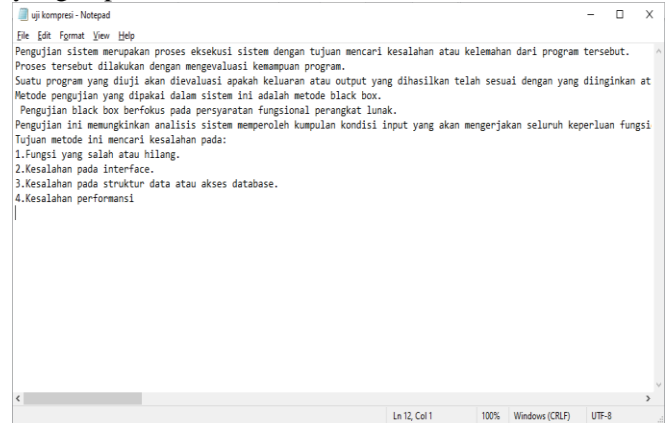 uji kompresi - Notepad
File Edit Format View Help
Pengujian sistem merupakan proses eksekusi sistem dengan tujuan mencari kesalahan atau kelemahan dari program tersebut.
Proses tersebut dilakukan dengan mengevaluasi kemampuan program.
Suatu program yang diuji akan dievaluasi apakah keluaran atau output yang dihasilkan telah sesuai dengan yang diinginkan at
Metode pengujian yang dipakai dalam sistem ini adalah metode black box.
Pengujian black box berfokus pada persyaratan fungsional perangkat lunak.
Pengujian ini memungkinkan analisis sistem memperoleh kumpulan kondisi input yang akan mengerjakan seluruh keperluan fungsi
Tujuan metode ini mencari kesalahan pada:
1.Fungsi yang salah atau hilang.
2.Kesalahan pada interface.
3.Kesalahan pada struktur data atau akses database.
4.Kesalahan performansi
Ln 12, Col 1 100% Windows (CRLF) UTF-8